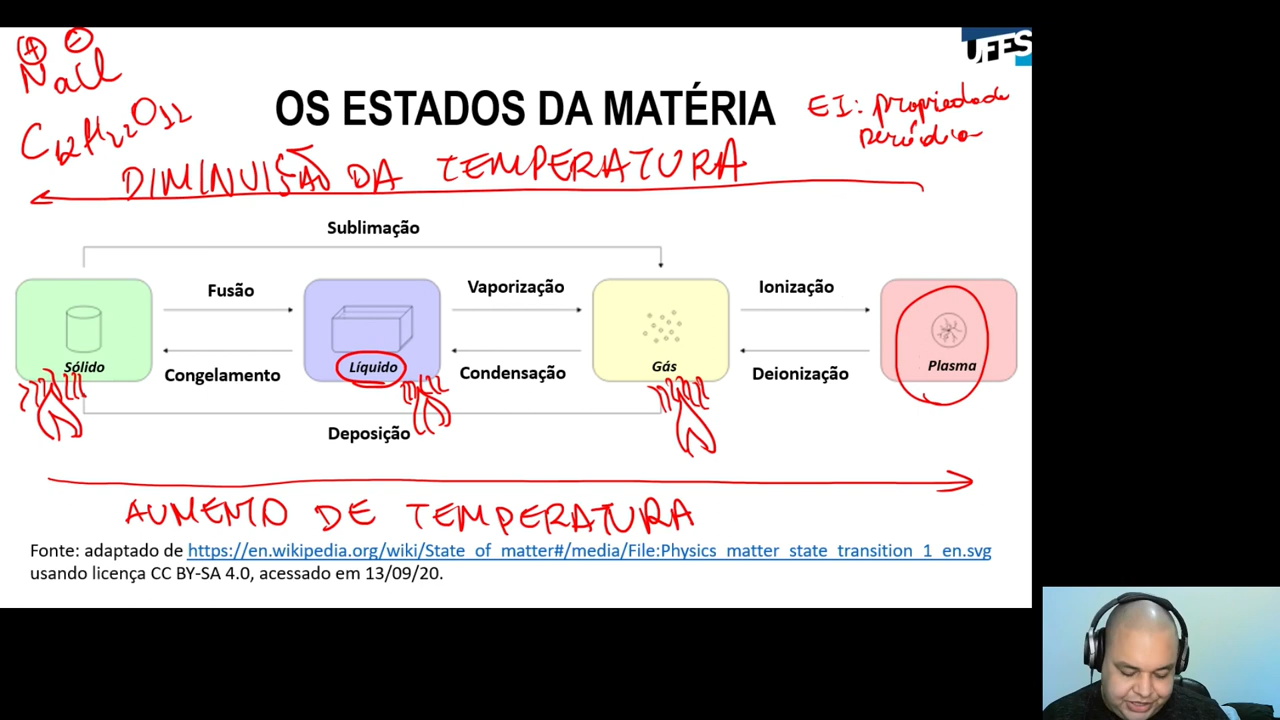 ⊕ ⊖
NaCl
C12H22O12
UFES
OS ESTADOS DA MATÉRIA
EI: propriedade
periódica
DIMINUIÇÃO DA TEMPERATURA
Sublimação
Fusão
Vaporização
Ionização
Sólido
Líquido
Gás
Plasma
Congelamento
Condensação
Deionização
Deposição
AUMENTO DE TEMPERATURA
Fonte: adaptado de https://en.wikipedia.org/wiki/State_of_matter#/media/File:Physics_matter_state_transition_1_en.svg
usando licença CC BY-SA 4.0, acessado em 13/09/20.